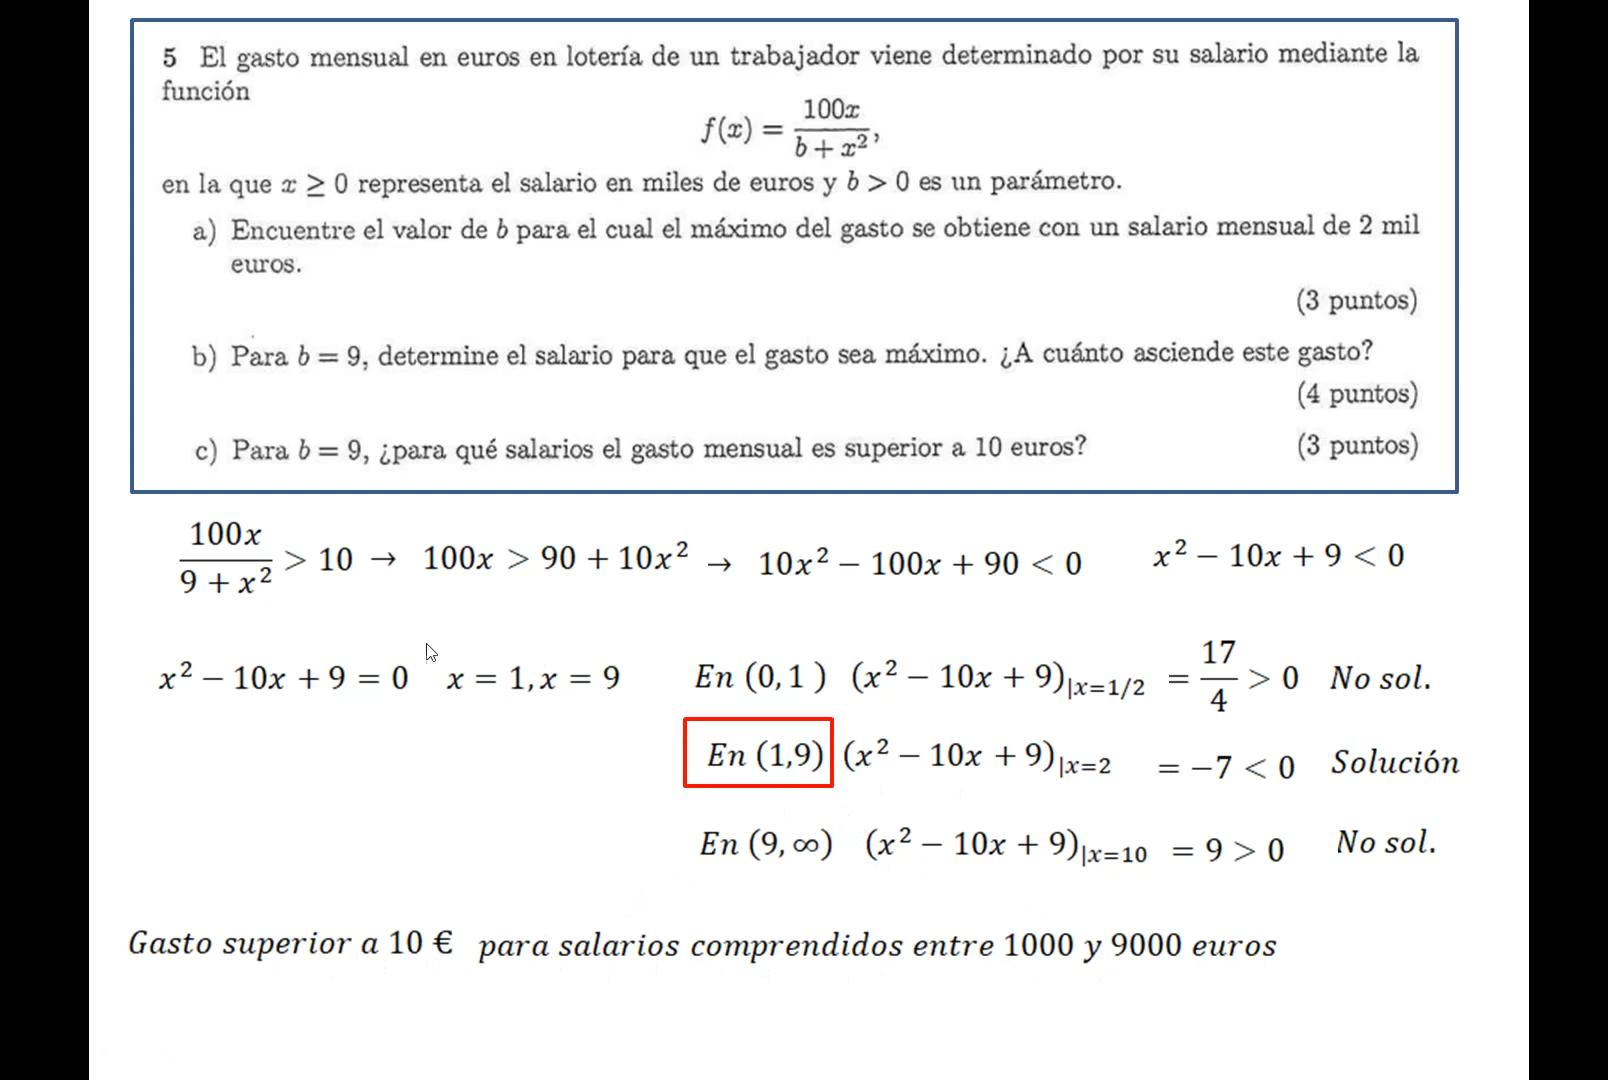 5 El gasto mensual en euros en lotería de un trabajador viene determinado por su salario mediante la
función
f(x) = 100x / (b + x²),
en la que x ≥ 0 representa el salario en miles de euros y b > 0 es un parámetro.
a) Encuentre el valor de b para el cual el máximo del gasto se obtiene con un salario mensual de 2 mil
euros.
(3 puntos)
b) Para b = 9, determine el salario para que el gasto sea máximo. ¿A cuánto asciende este gasto?
(4 puntos)
c) Para b = 9, ¿para qué salarios el gasto mensual es superior a 10 euros? (3 puntos)
100x / (9 + x²) > 10 → 100x > 90 + 10x² → 10x² − 100x + 90 < 0 x² − 10x + 9 < 0
x² − 10x + 9 = 0 x = 1, x = 9 En (0, 1 ) (x² − 10x + 9)|x=1/2 = 17/4 > 0 No sol.
En (1,9) (x² − 10x + 9)|x=2 = −7 < 0 Solución
En (9, ∞) (x² − 10x + 9)|x=10 = 9 > 0 No sol.
Gasto superior a 10 € para salarios comprendidos entre 1000 y 9000 euros